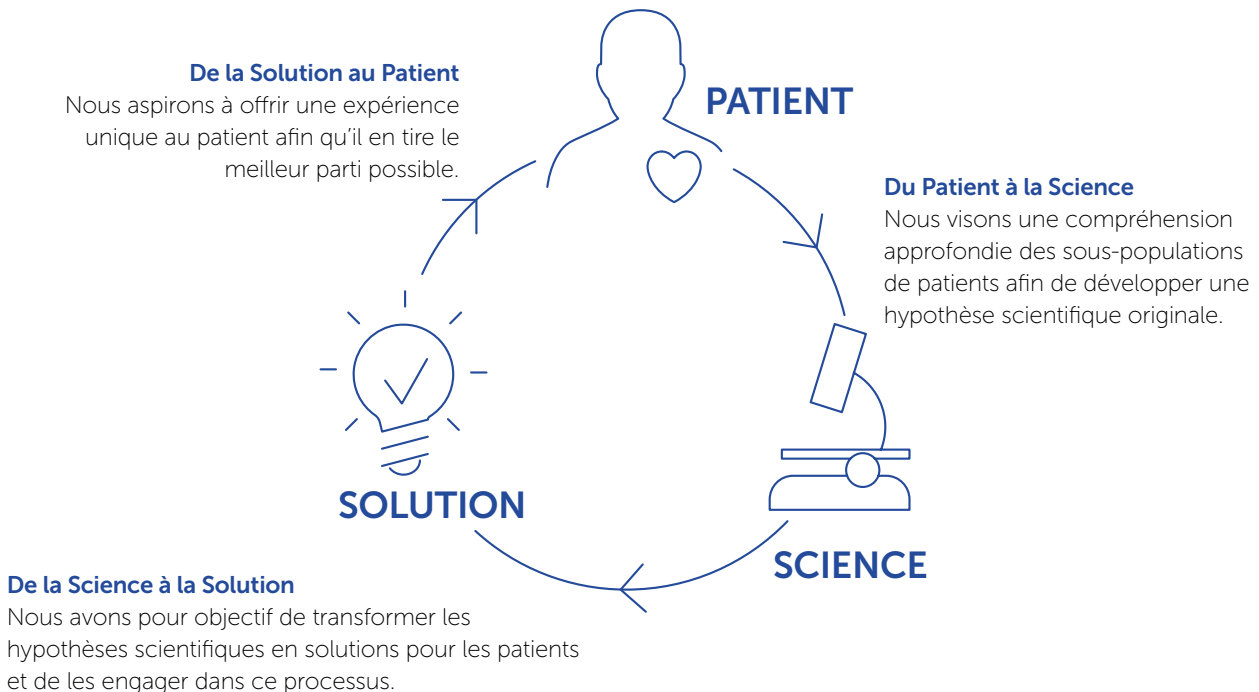 De la Solution au Patient
Nous aspirons à offrir une expérience
unique au patient afin qu'il en tire le
meilleur parti possible.
PATIENT
Du Patient à la Science
Nous visons une compréhension
approfondie des sous-populations
de patients afin de développer une
hypothèse scientifique originale.
SOLUTION
SCIENCE
De la Science à la Solution
Nous avons pour objectif de transformer les
hypothèses scientifiques en solutions pour les patients
et de les engager dans ce processus.